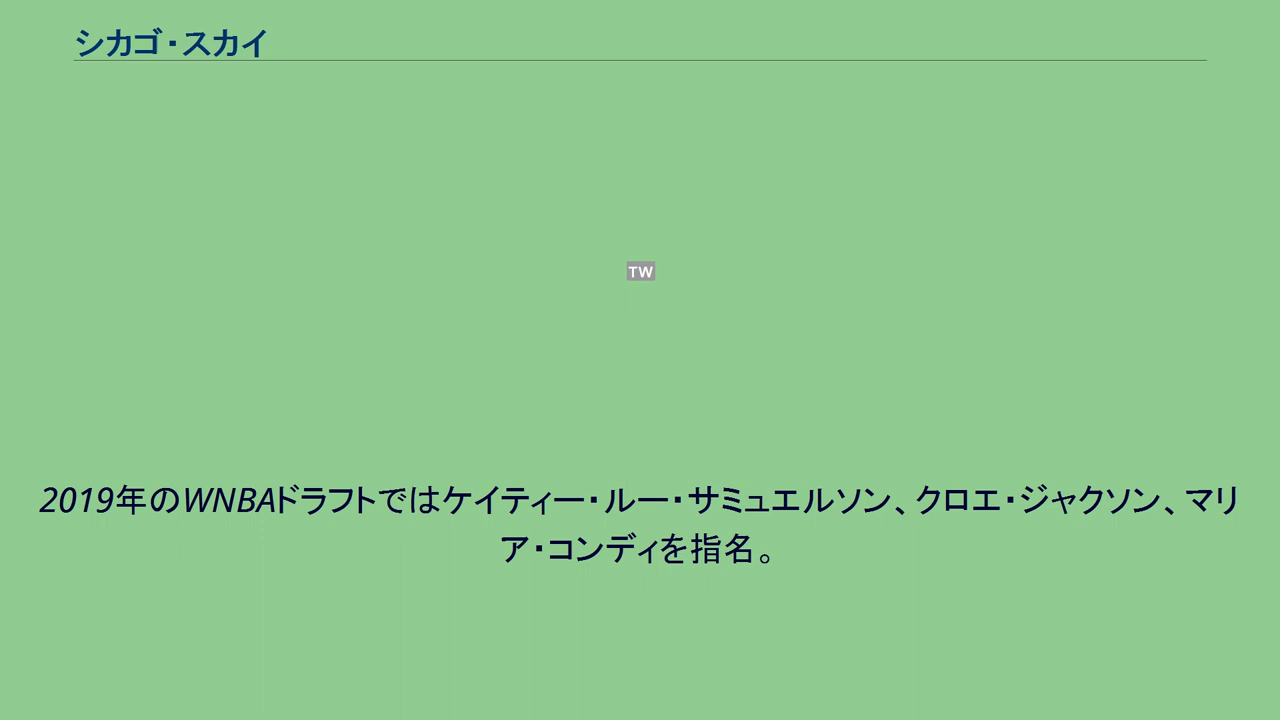 シカゴ・スカイ
TW
2019年のWNBAドラフトではケイティー・ルー・サミュエルソン、クロエ・ジャクソン、マリ
ア・コンディを指名。